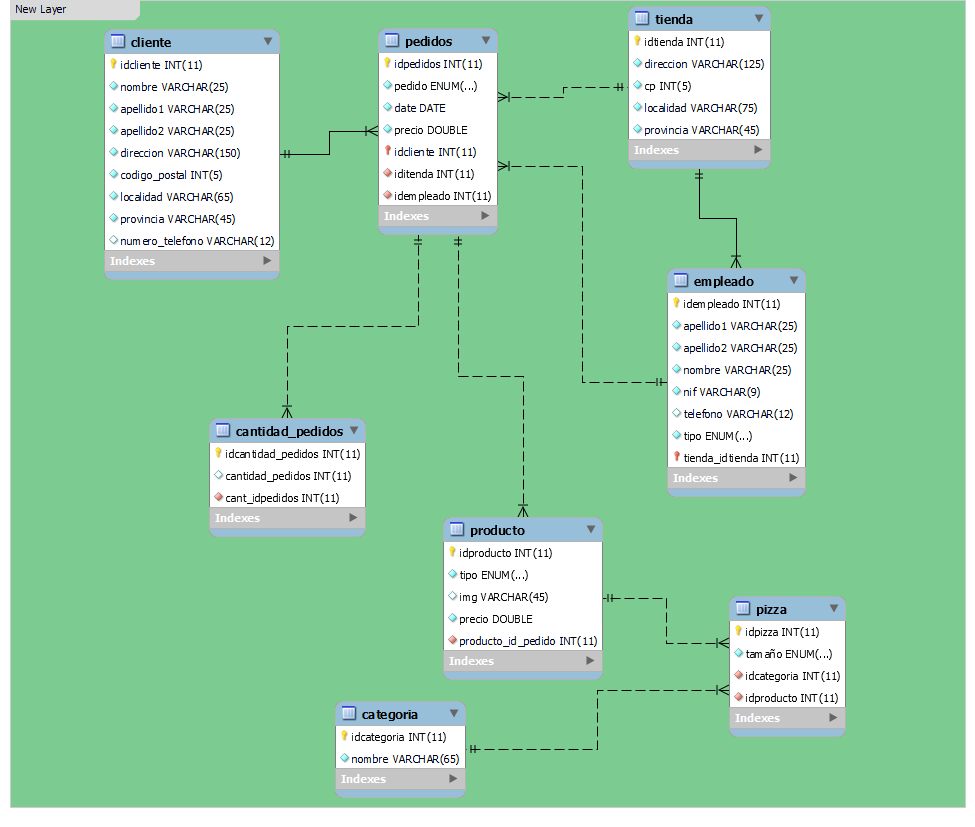 New Layer
cliente
idcliente INT(11)
nombre VARCHAR(25)
apellido1 VARCHAR(25)
apellido2 VARCHAR(25)
direccion VARCHAR(150)
codigo_postal INT(5)
localidad VARCHAR(65)
provincia VARCHAR(45)
numero_telefono VARCHAR(12)
Indexes
pedidos
idpedidos INT(11)
pedido ENUM(...)
date DATE
precio DOUBLE
idcliente INT(11)
iditenda INT(11)
idempleado INT(11)
Indexes
tienda
idtienda INT(11)
direccion VARCHAR(125)
cp INT(5)
localidad VARCHAR(75)
provincia VARCHAR(45)
Indexes
empleado
idempleado INT(11)
apellido1 VARCHAR(25)
apellido2 VARCHAR(25)
nombre VARCHAR(25)
nif VARCHAR(9)
telefono VARCHAR(12)
tipo ENUM(...)
tienda_idtienda INT(11)
Indexes
cantidad_pedidos
idcantidad_pedidos INT(11)
cantidad_pedidos INT(11)
cant_idpedidos INT(11)
Indexes
producto
idproducto INT(11)
tipo ENUM(...)
img VARCHAR(45)
precio DOUBLE
producto_id_pedido INT(11)
Indexes
pizza
idpizza INT(11)
tamaño ENUM(...)
idcategoria INT(11)
idproducto INT(11)
Indexes
categoria
idcategoria INT(11)
nombre VARCHAR(65)
Indexes